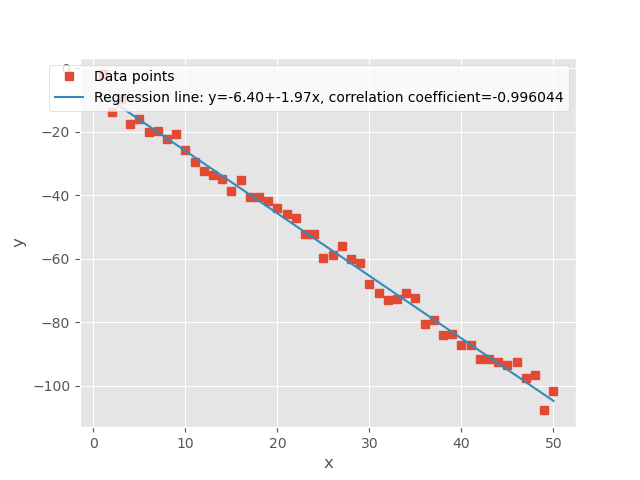 0
Data points
Regression line: y=-6.40+-1.97x, correlation coefficient=-0.996044
−20
−40
−60
−80
−100
y
0 10 20 30 40 50
x